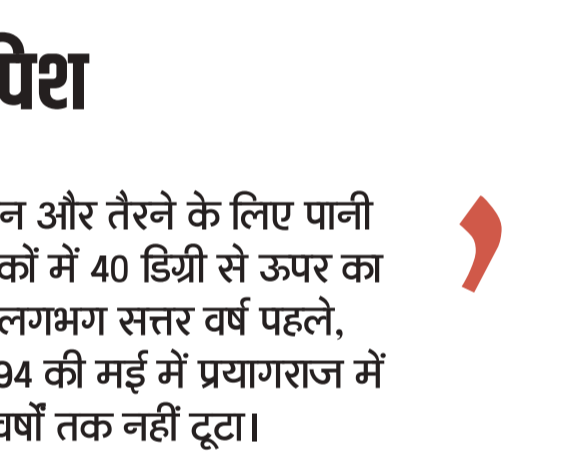 पिश
न और तैरने के लिए पानी
कों में 40 डिग्री से ऊपर का
लगभग सत्तर वर्ष पहले,
94 की मई में प्रयागराज में
वर्षों तक नहीं टूटा।